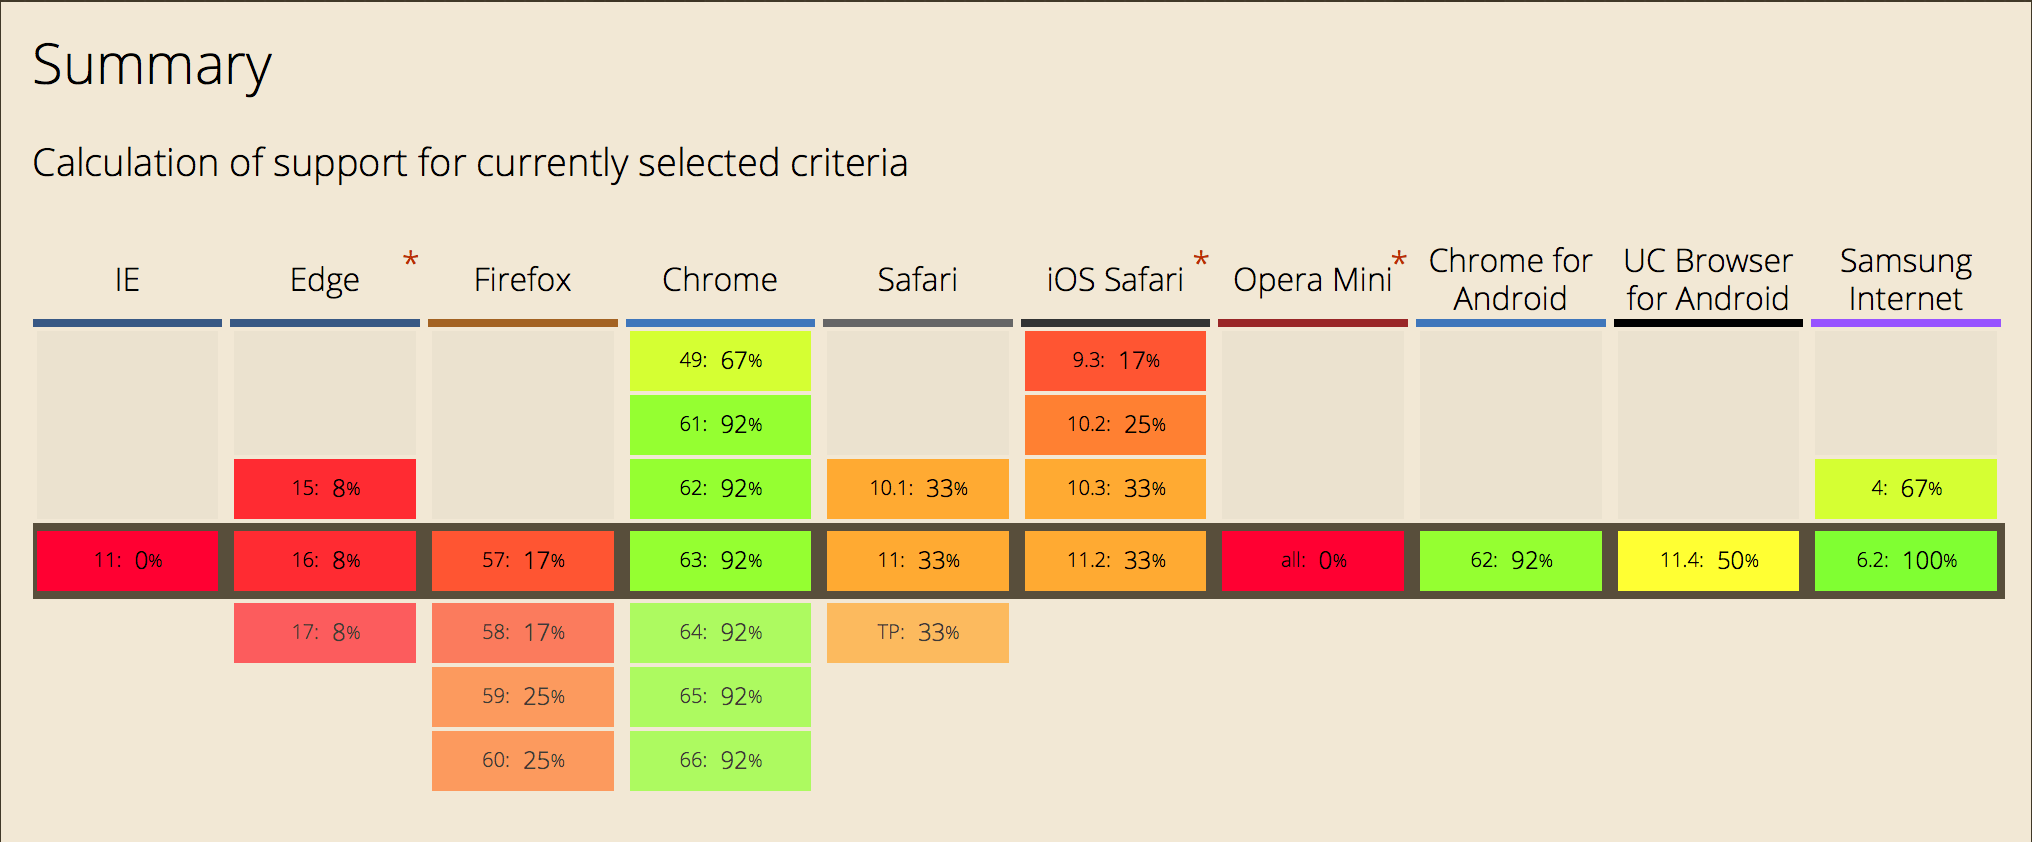 Summary
Calculation of support for currently selected criteria
IE
Edge *
Firefox
Chrome
Safari
iOS Safari *
Opera Mini *
Chrome for
Android
UC Browser
for Android
Samsung
Internet
49: 67%
9.3: 17%
61: 92%
10.2: 25%
15: 8%
62: 92%
10.1: 33%
10.3: 33%
4: 67%
11: 0%
16: 8%
57: 17%
63: 92%
11: 33%
11.2: 33%
all: 0%
62: 92%
11.4: 50%
6.2: 100%
17: 8%
58: 17%
64: 92%
TP: 33%
59: 25%
65: 92%
60: 25%
66: 92%